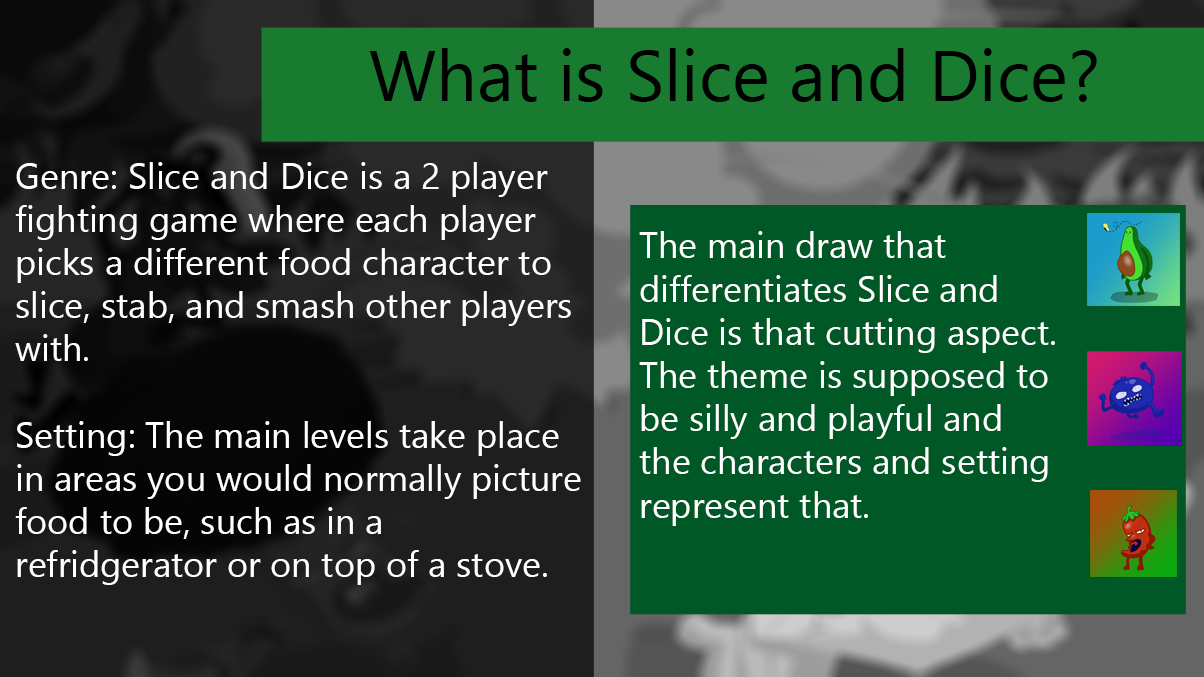 What is Slice and Dice?
Genre: Slice and Dice is a 2 player
fighting game where each player
picks a different food character to
slice, stab, and smash other players
with.
Setting: The main levels take place
in areas you would normally picture
food to be, such as in a
refridgerator or on top of a stove.
The main draw that
differentiates Slice and
Dice is that cutting aspect.
The theme is supposed to
be silly and playful and
the characters and setting
represent that.